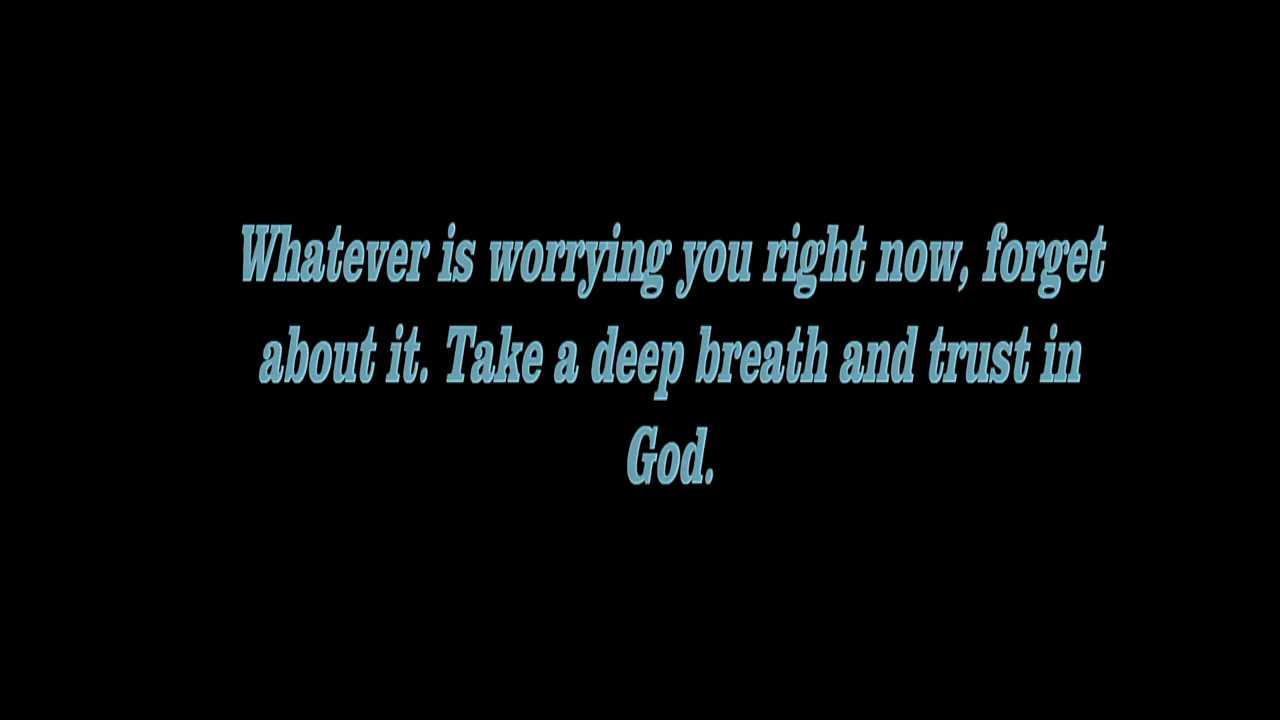 Whatever is worrying you right now, forget
about it. Take a deep breath and trust in
God.